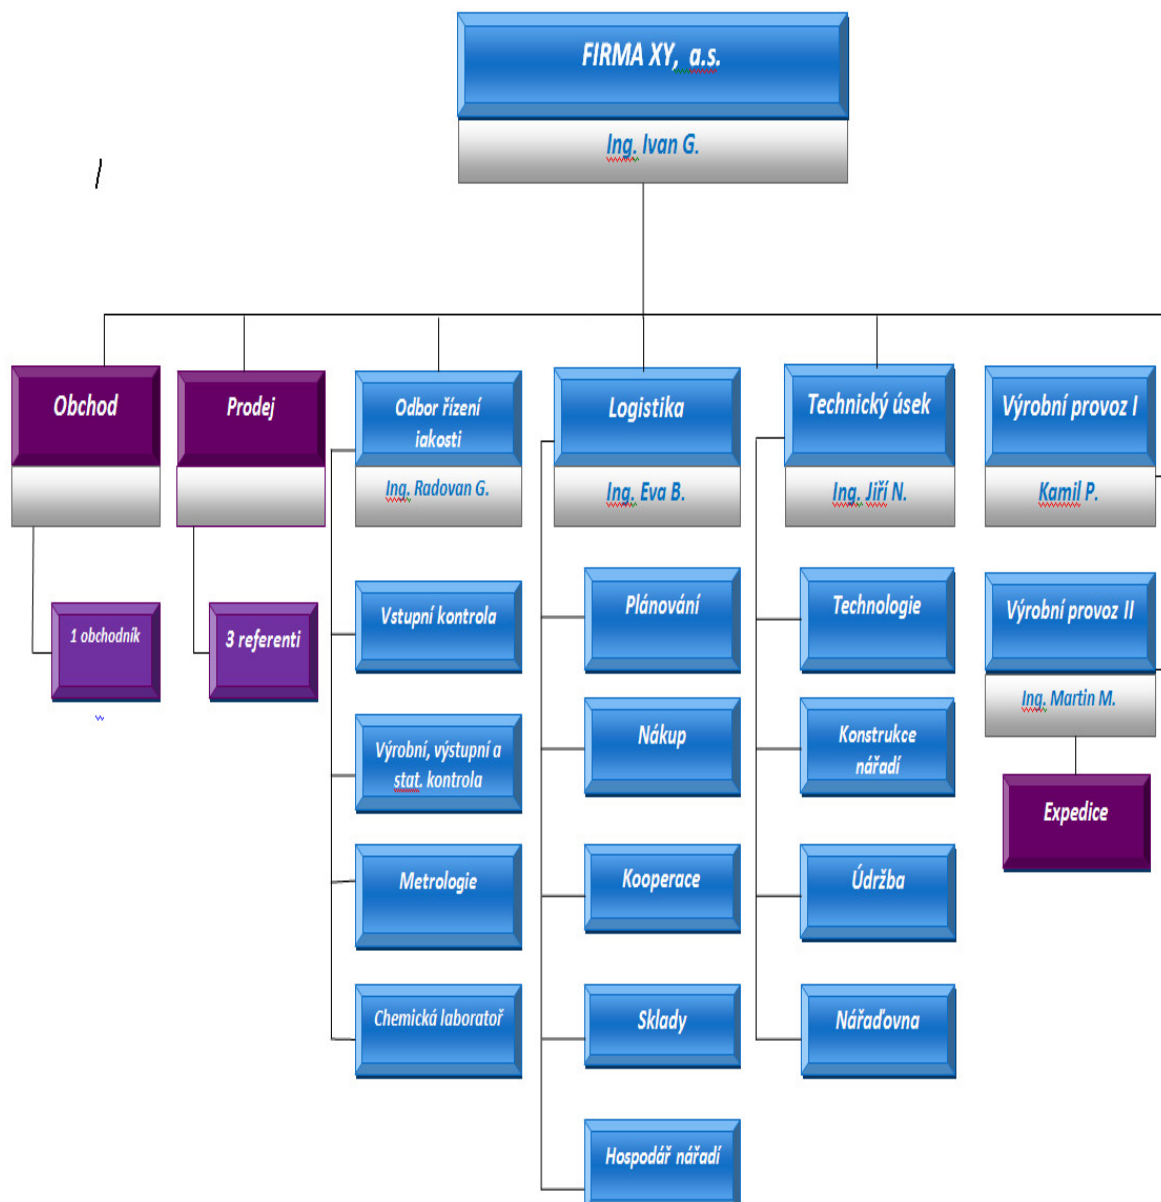 FIRMA XY, a.s.
Ing. Ivan G.
/
Obchod
Prodej
Odbor řízení
iakosti
Ing. Radovan G.
Logistika
Ing. Eva B.
Technický úsek
Ing. Jiří N.
Výrobní provoz I
Kamil P.
1 obchodník
3 referenti
Vstupní kontrola
Výrobní, výstupní a
stat. kontrola
Metrologie
Chemická laboratoř
Plánování
Nákup
Kooperace
Sklady
Hospodář nářadí
Technologie
Konstrukce
nářadí
Údržba
Nářaďovna
Výrobní provoz II
Ing. Martin M.
Expedice